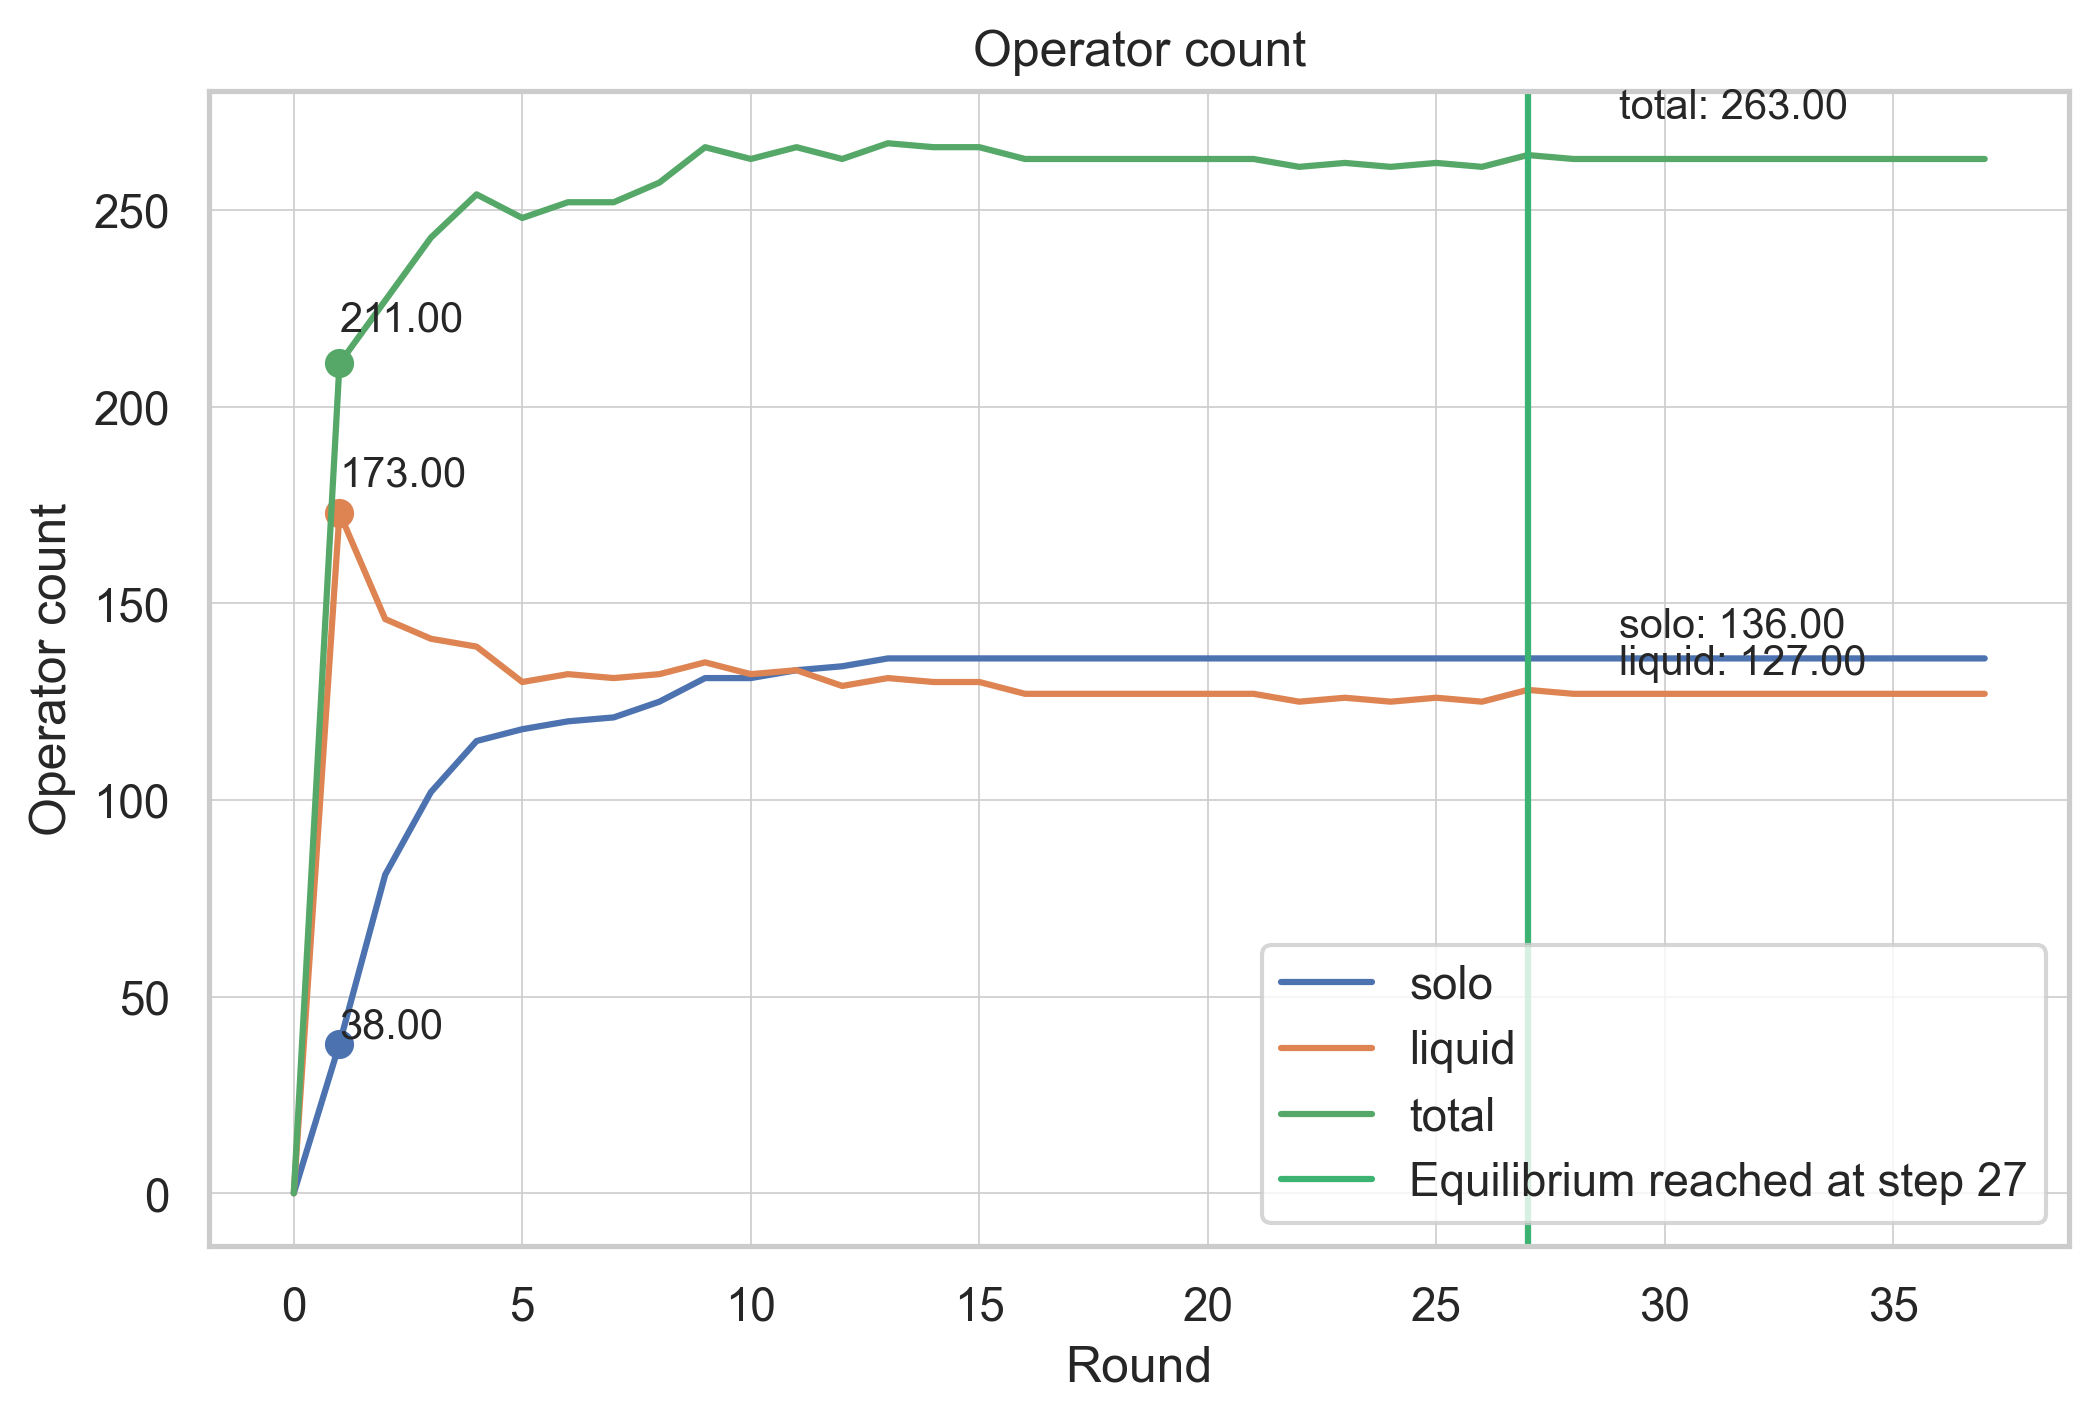 Operator count
total: 263.00
250
211.00
200
173.00
150
solo: 136.00
liquid: 127.00
Operator count
100
50
38.00
0
solo
liquid
total
Equilibrium reached at step 27
0 5 10 15 20 25 30 35
Round